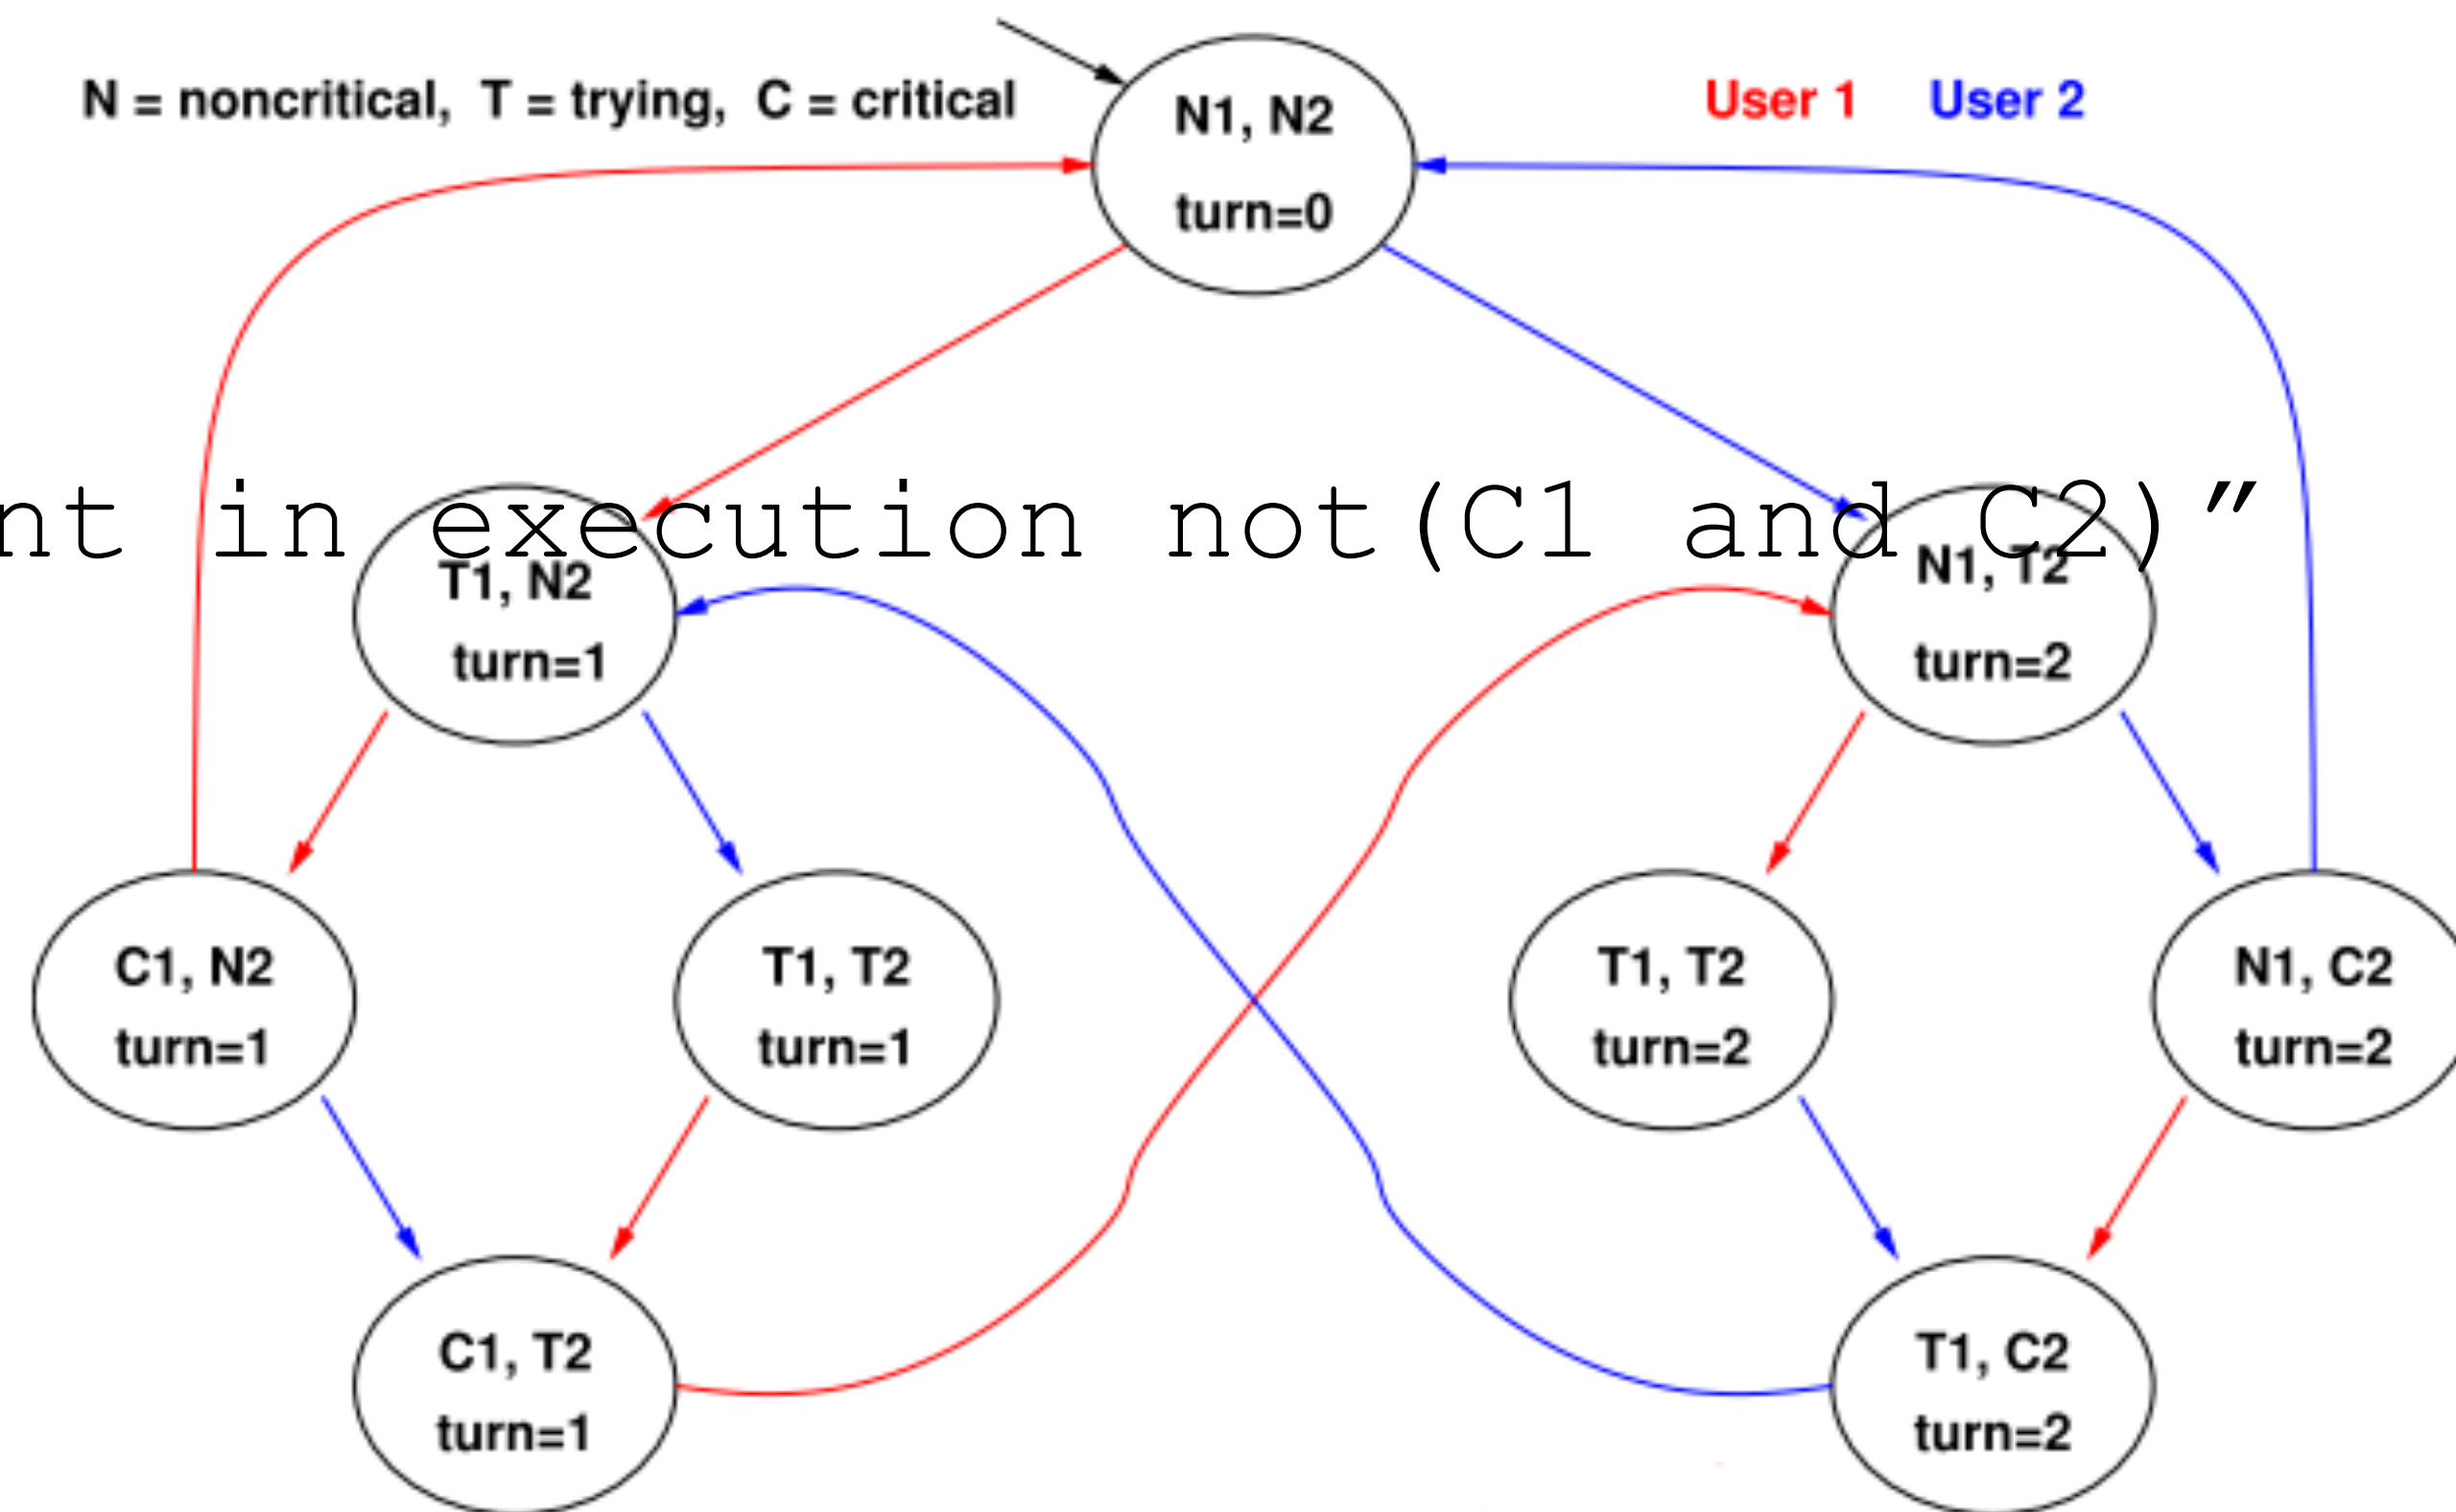 N = noncritical, T = trying, C = critical
User 1 User 2
N1, N2
turn=0
nt in execution not(C1 and C2)”
T1, N2
turn=1
N1, T2
turn=2
C1, N2
turn=1
T1, T2
turn=1
T1, T2
turn=2
N1, C2
turn=2
C1, T2
turn=1
T1, C2
turn=2